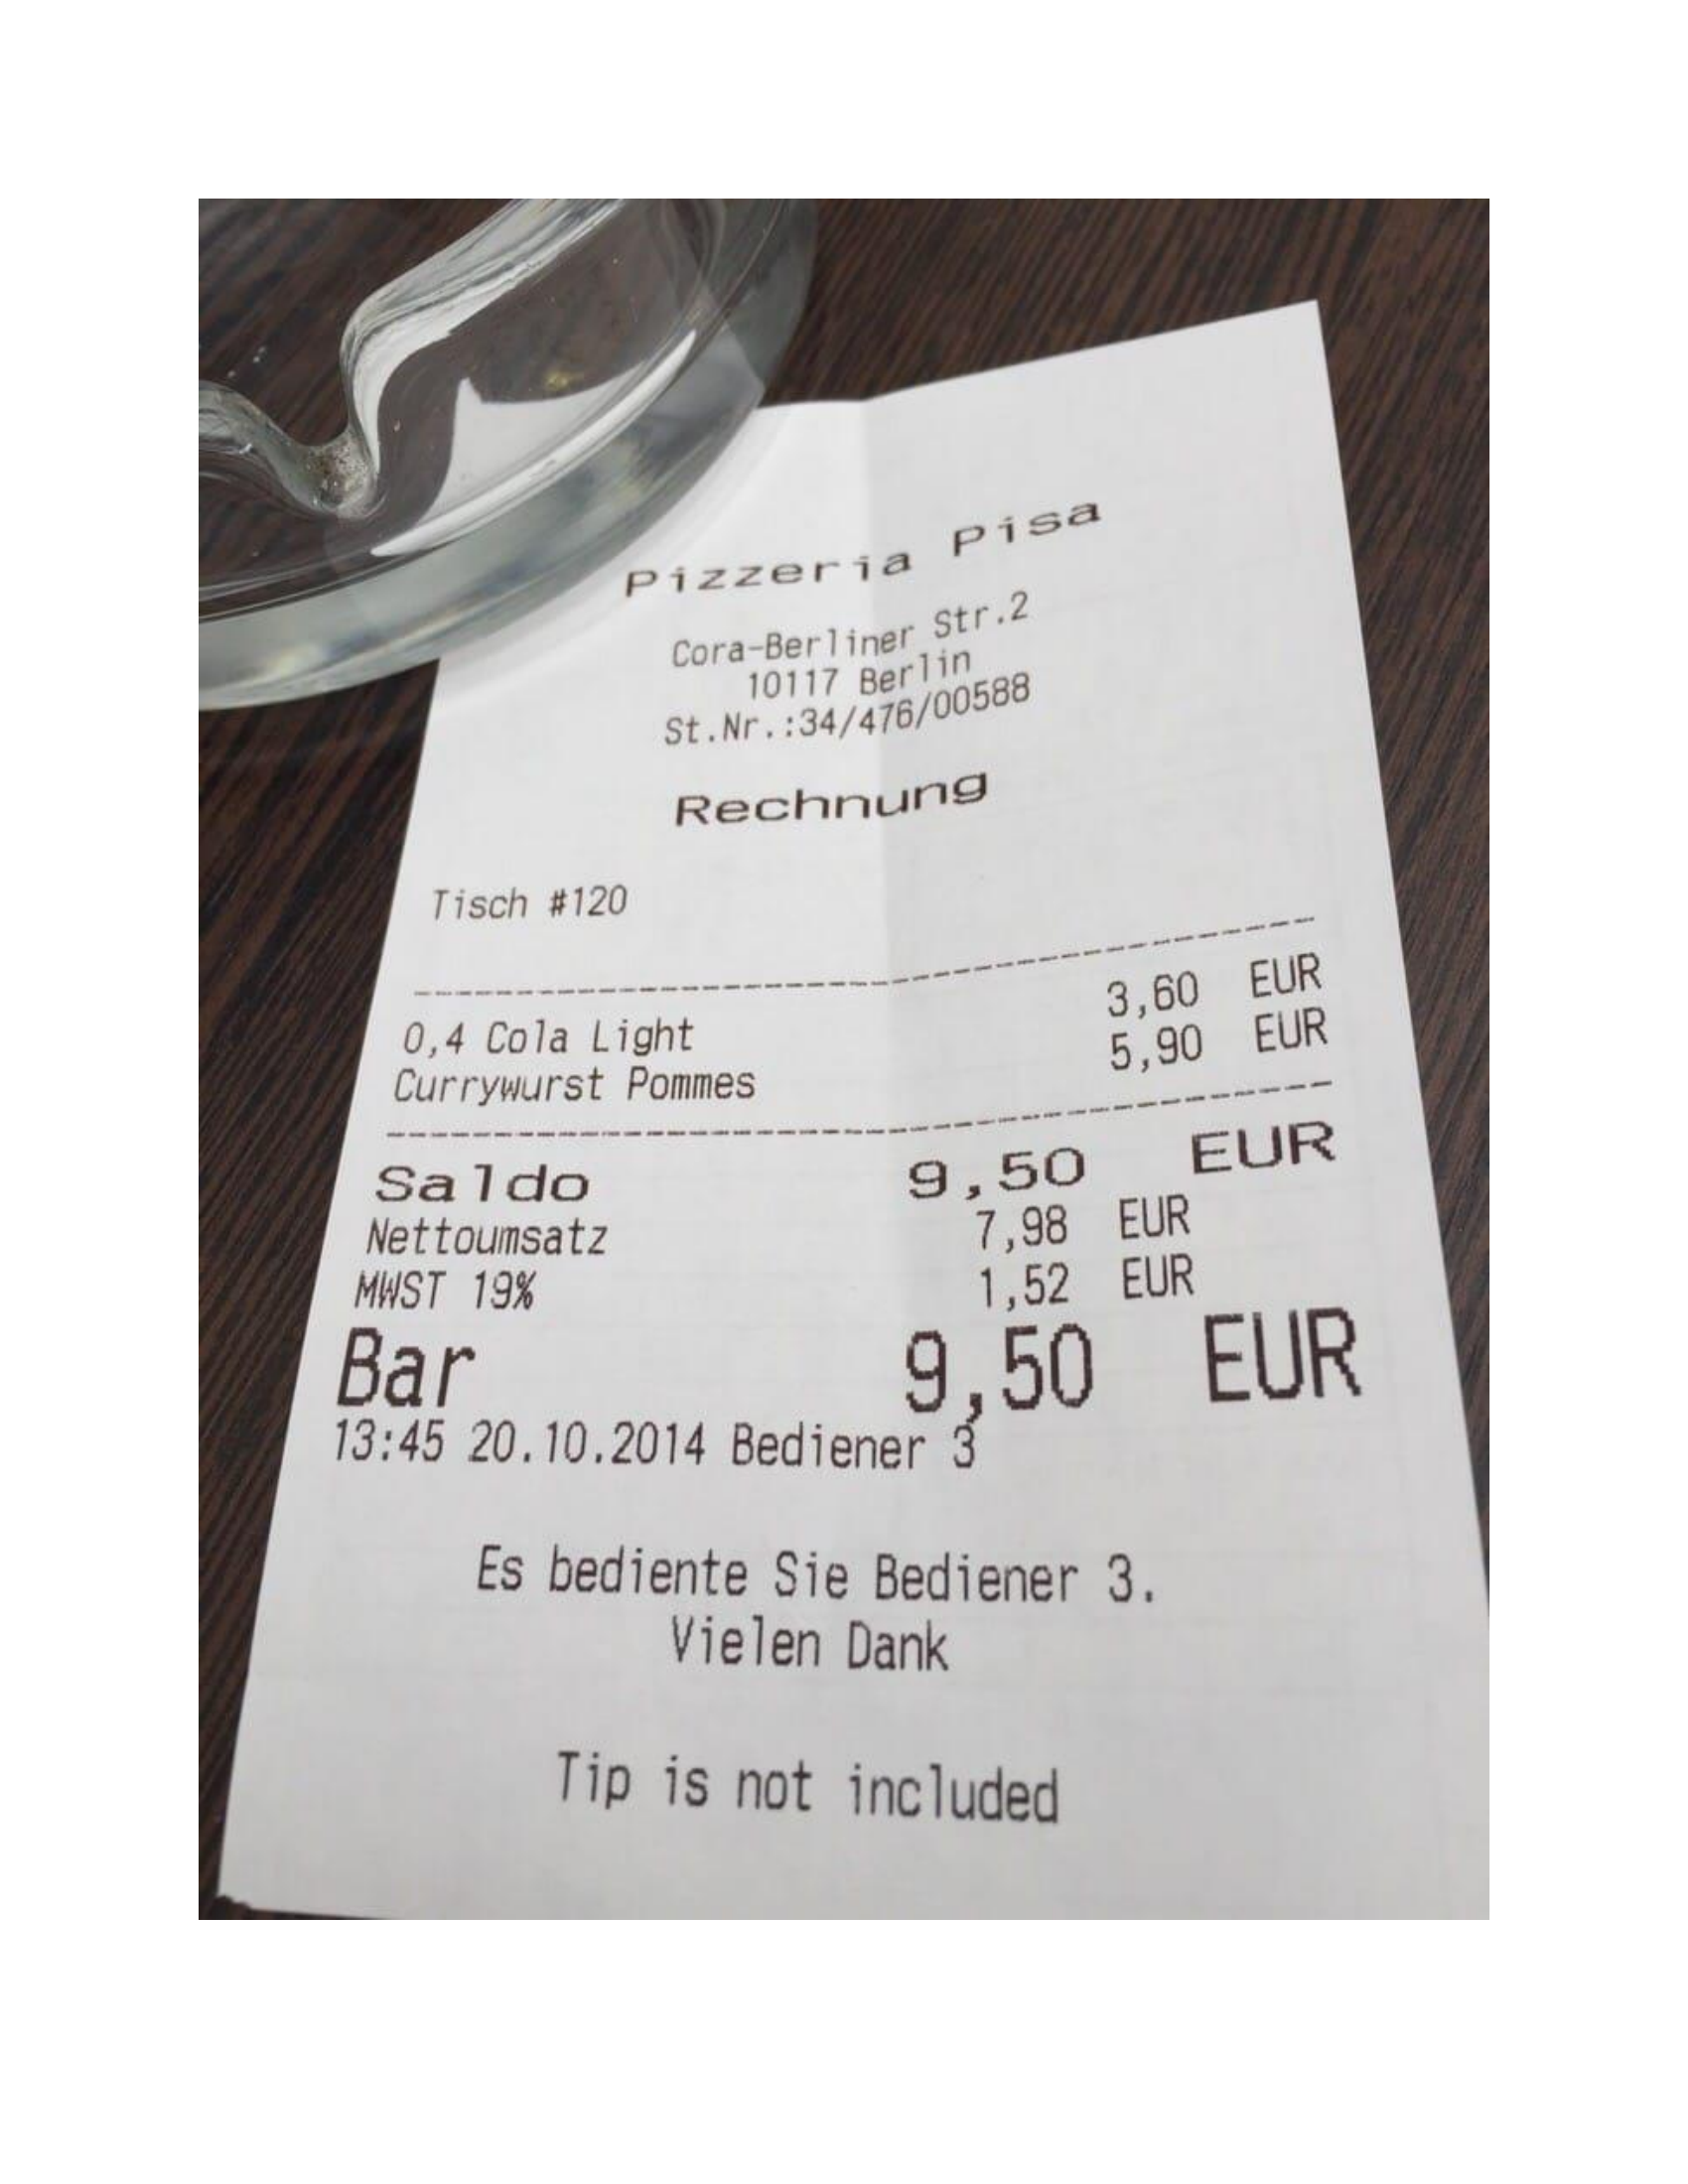 Pizzeria Pisa
Cora-Berliner Str.2
10117 Berlin
St.Nr.:34/476/00588
Rechnung
Tisch #120
0,4 Cola Light 3,60 EUR
Currywurst Pommes 5,90 EUR
Saldo 9,50 EUR
Nettoumsatz 7,98 EUR
MWST 19% 1,52 EUR
Bar 9,50 EUR
13:45 20.10.2014 Bediener 3
Es bediente Sie Bediener 3.
Vielen Dank
Tip is not included